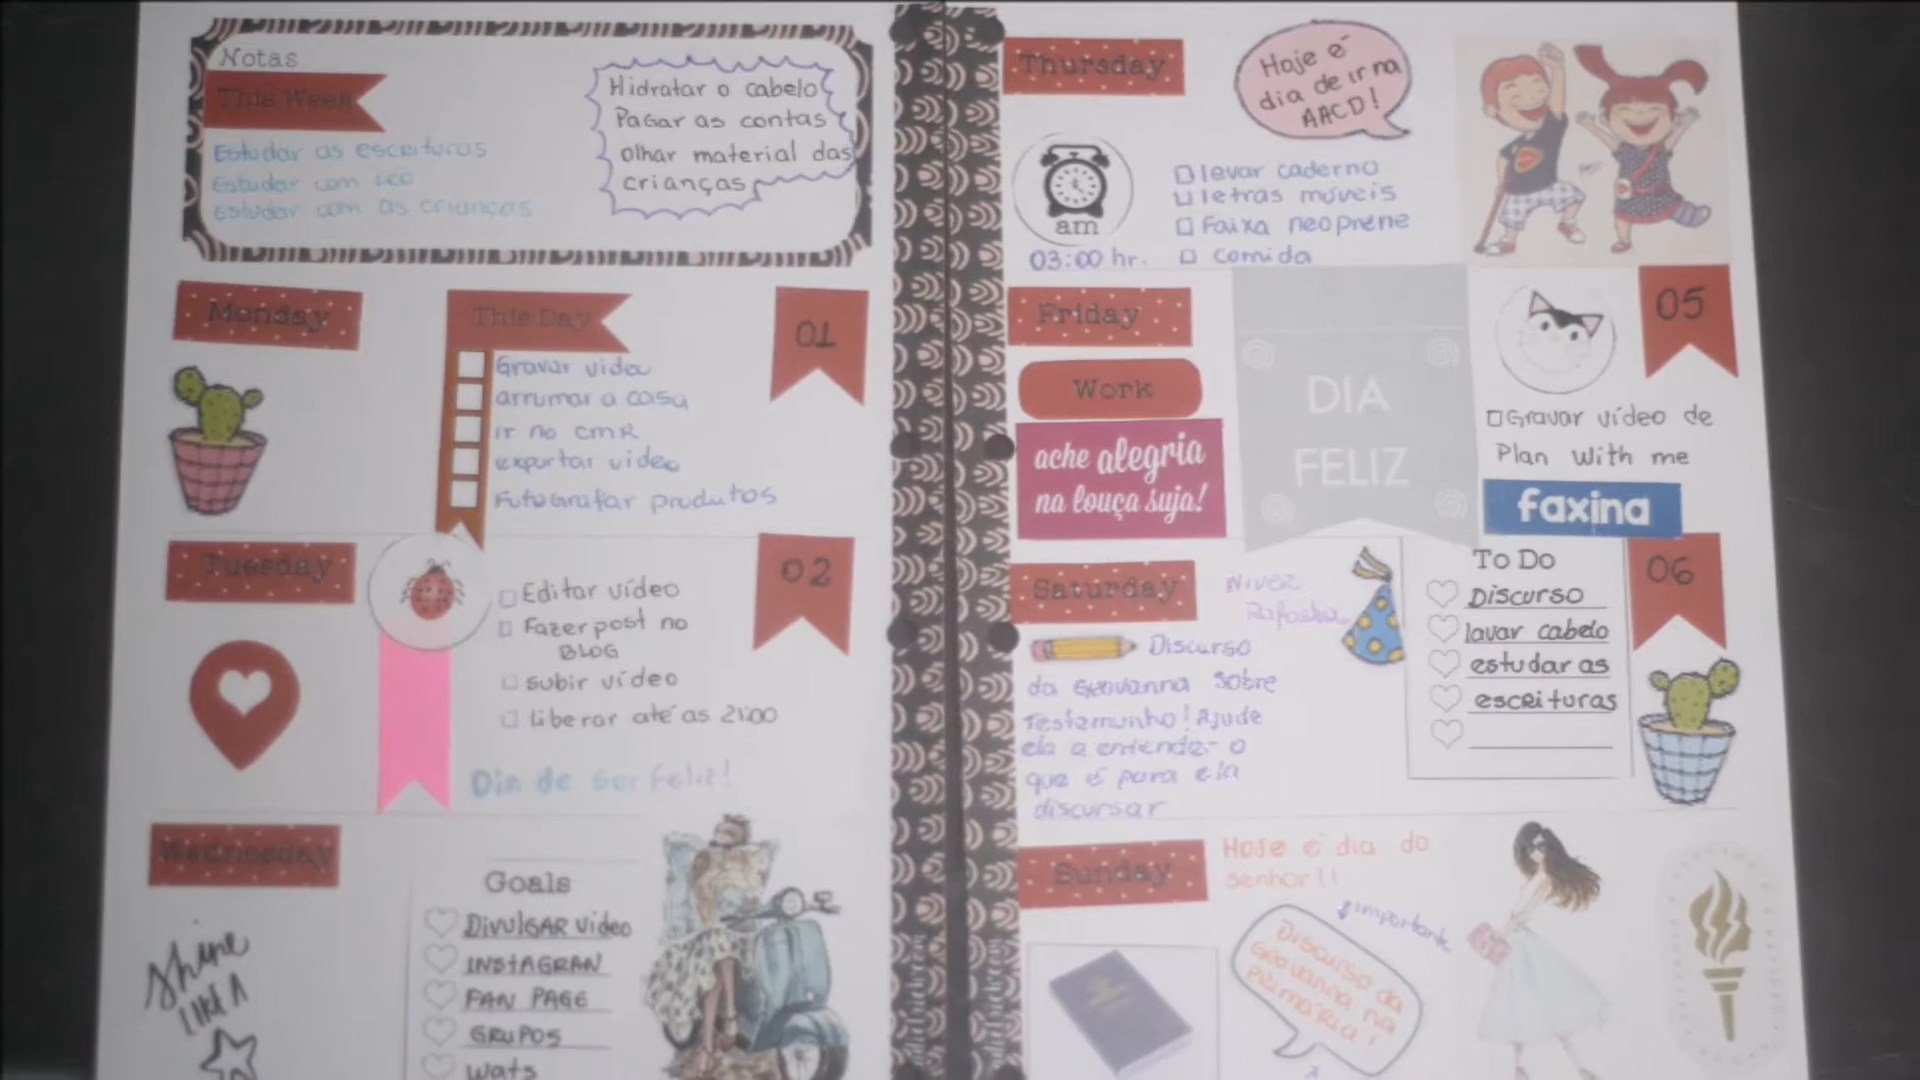 Notas
This Week
Estudar as escrituras
Estudar com Leo
Estudar com as crianças
Hidratar o cabelo
Pagar as contas
olhar material das
crianças
Monday
This Day
01
Gravar video
arrumar a casa
ir no CMR
exportar video
Fotografar produtos
Tuesday
02
Editar vídeo
Fazer post no
BLOG
subir vídeo
liberar até as 21:00
Dia de ser feliz!
Wednesday
Shine
LIKE A
Goals
Divulgar video
INSTAGRAN
FAN PAGE
GRUPOS
Wats
Thursday
Hoje é
dia de ir na
AACD!
am
03:00 hr.
levar caderno
letras móveis
Faixa neoprene
comida
Friday
Work
ache alegria
na louça suja!
DIA
FELIZ
05
Gravar vídeo de
Plan With me
faxina
Saturday
Niver
Rafaela
Discurso
da Geovanna Sobre
Testemunho! Ajude
ela a entender o
que é para ela
discursar
To Do
06
Discurso
lavar cabelo
estudar as
escrituras
Sunday
Hoje é dia do
senhor!!
importante
Discurso da
Geovanna na
Primária!